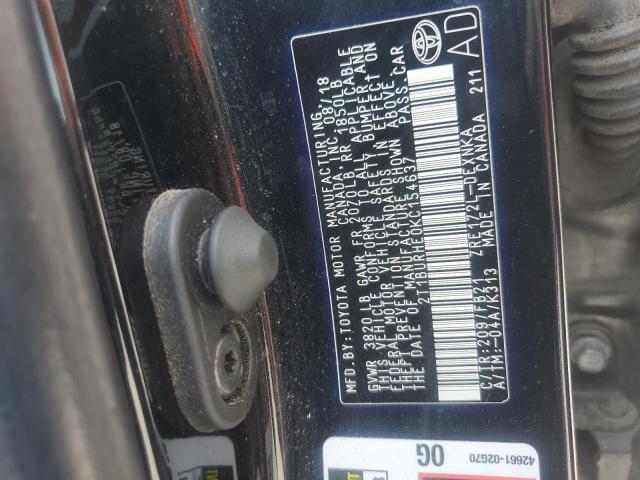 MFD.BY:TOYOTA MOTOR MANUFACTURING
CANADA, INC. 08/18
GVWR 3820 LB GAWR FR 2070 LB RR 1850LB
THIS VEHICLE CONFORMS TO ALL APPLICABLE
FEDERAL MOTOR VEHICLE SAFETY, BUMPER AND
THEFT PREVENTION STANDARDS IN EFFECT ON
THE DATE OF MANUFACTURE SHOWN ABOVE.
2T1BURHE0KC154637 PASS.CAR
C/TR:209/FB21 ZRE172L-DEXNKA
A/TM:-04A/K313 MADE IN CANADA 211
AD
42661-02G70
0G